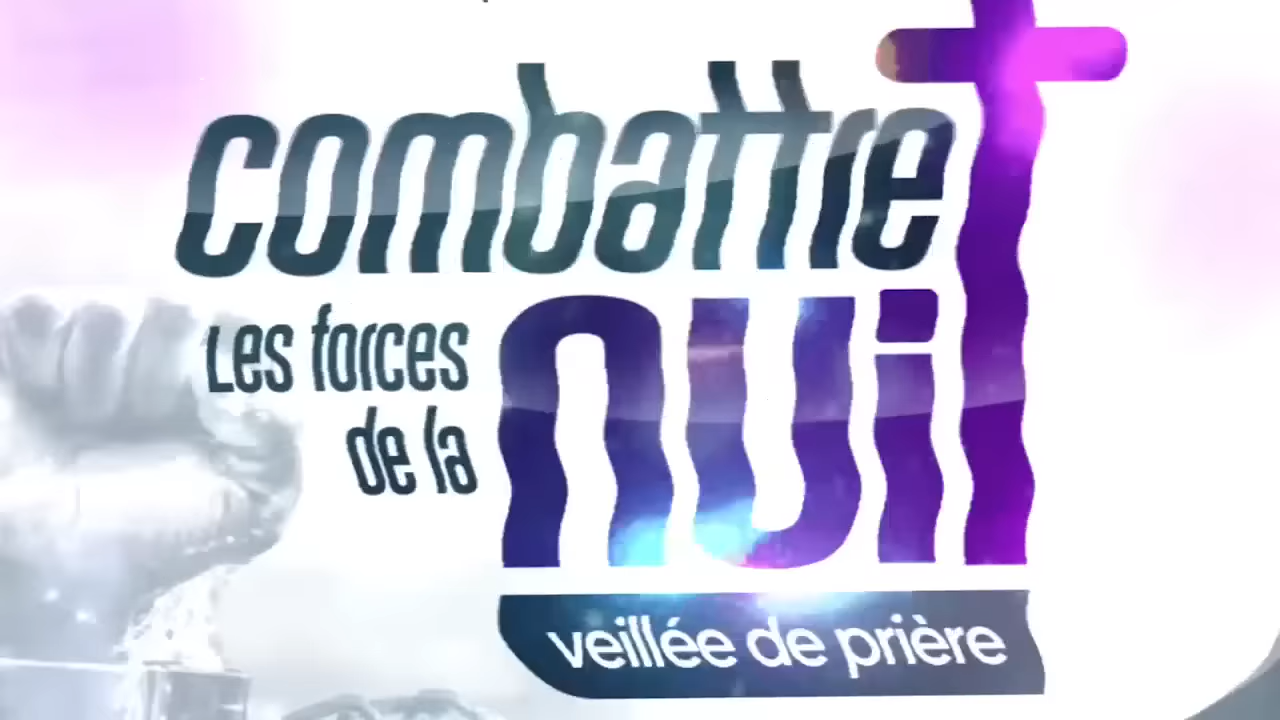 combattre
Les forces
de la
nuit
veillée de prière